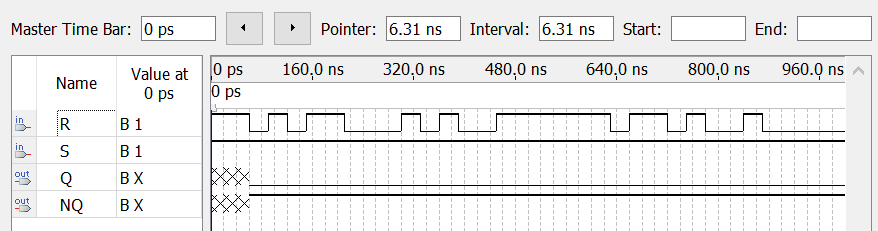 Master Time Bar: 0 ps Pointer: 6.31 ns Interval: 6.31 ns Start: End:
Name Value at 0 ps 0 ps 160.0 ns 320.0 ns 480.0 ns 640.0 ns 800.0 ns 960.0 ns
0 ps
in R B 1
in S B 1
out Q B X
out NQ B X